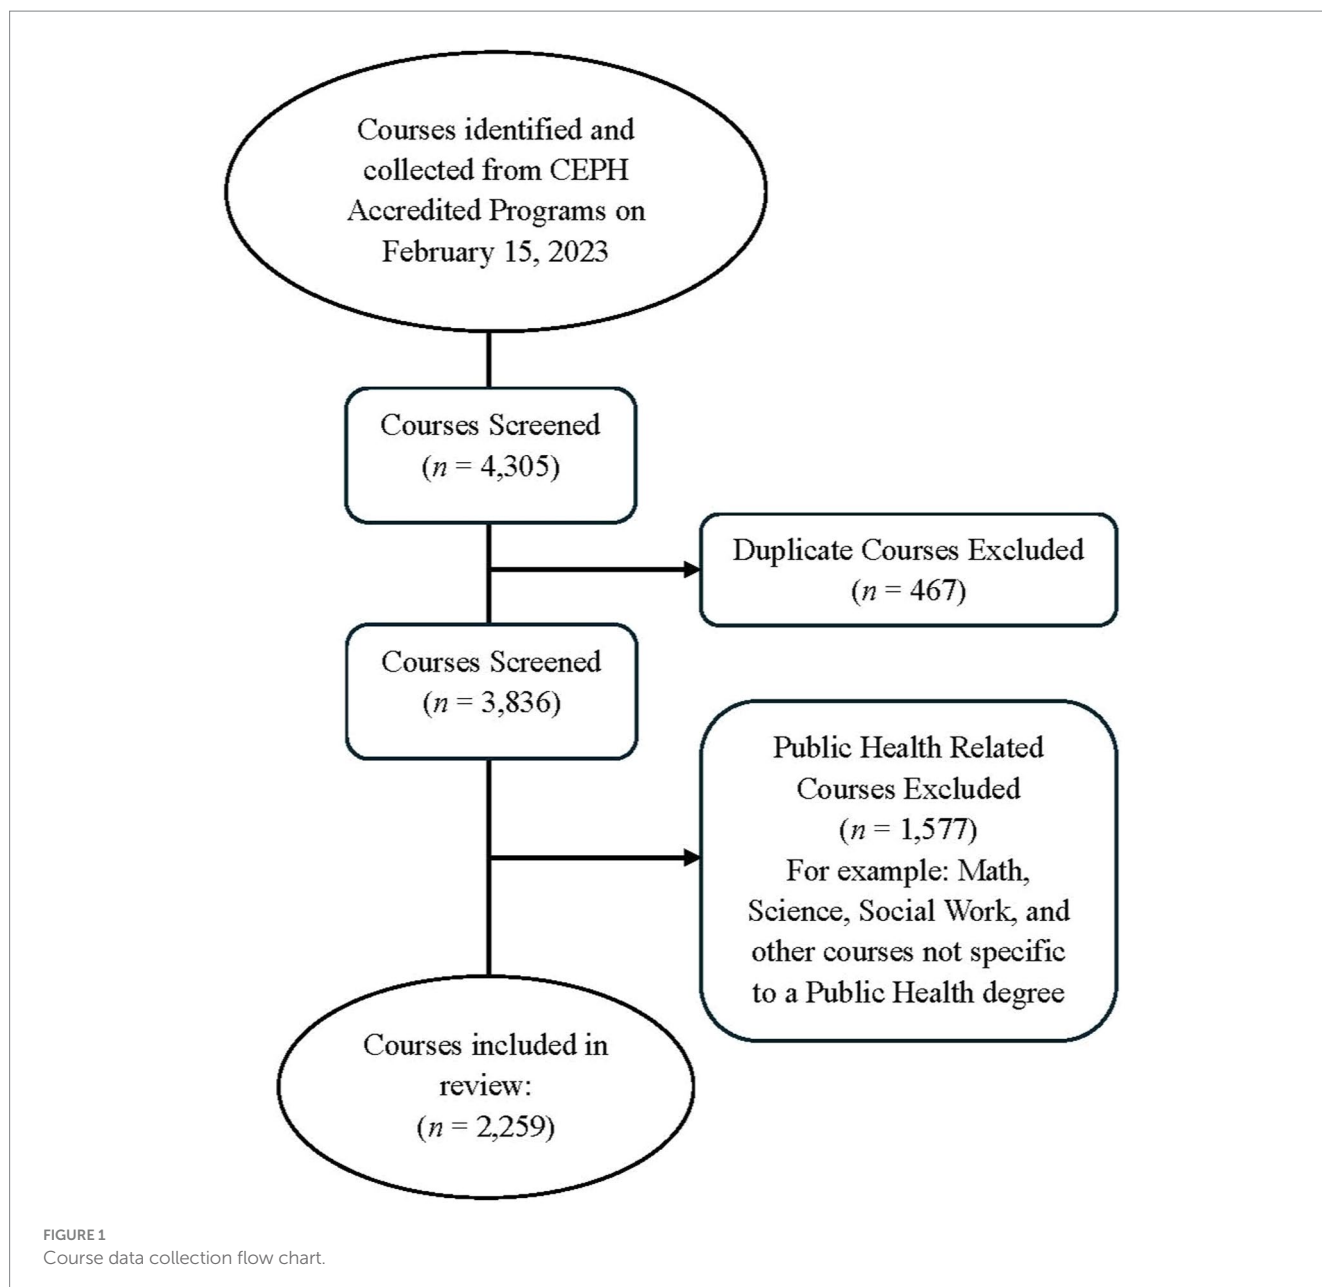 Courses identified and
collected from CEPH
Accredited Programs on
February 15, 2023
Courses Screened
(n = 4,305)
Duplicate Courses Excluded
(n = 467)
Courses Screened
(n = 3,836)
Public Health Related
Courses Excluded
(n = 1,577)
For example: Math,
Science, Social Work, and
other courses not specific
to a Public Health degree
Courses included in
review:
(n = 2,259)
FIGURE 1
Course data collection flow chart.